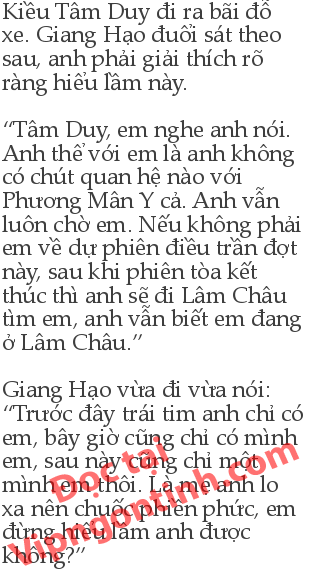 Kiều Tâm Duy đi ra bãi đỗ
xe. Giang Hạo đuổi sát theo
sau, anh phải giải thích rõ
ràng hiểu lầm này.
“Tâm Duy, em nghe anh nói.
Anh thể với em là anh không
có chút quan hệ nào với
Phương Mân Y cả. Anh vẫn
luôn chờ em. Nếu không phải
em về dự phiên điều trần đợt
này, sau khi phiên tòa kết
thúc thì anh sẽ đi Lâm Châu
tìm em, anh vẫn biết em đang
ở Lâm Châu.”
Giang Hạo vừa đi vừa nói:
“Trước đây trái tim anh chỉ có
em, bây giờ cũng chỉ có mình
em, sau này cũng chỉ một
mình em thôi. Là mẹ anh lo
xa nên chuốc phiền phức, em
đừng hiểu lầm anh được
không?”
Đọc tại
Vipngontinh.com